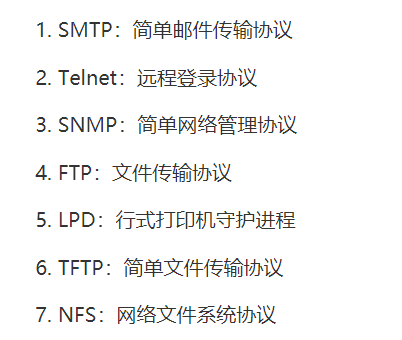 1. SMTP：简单邮件传输协议
2. Telnet：远程登录协议
3. SNMP：简单网络管理协议
4. FTP：文件传输协议
5. LPD：行式打印机守护进程
6. TFTP：简单文件传输协议
7. NFS：网络文件系统协议